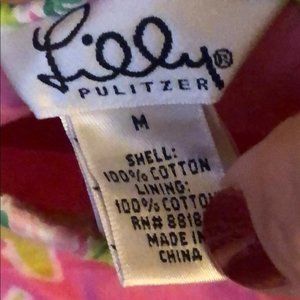 Lilly®
PULITZER
M
SHELL:
100% COTTON
LINING:
100% COTTON
RN# 8818
MADE IN
CHINA